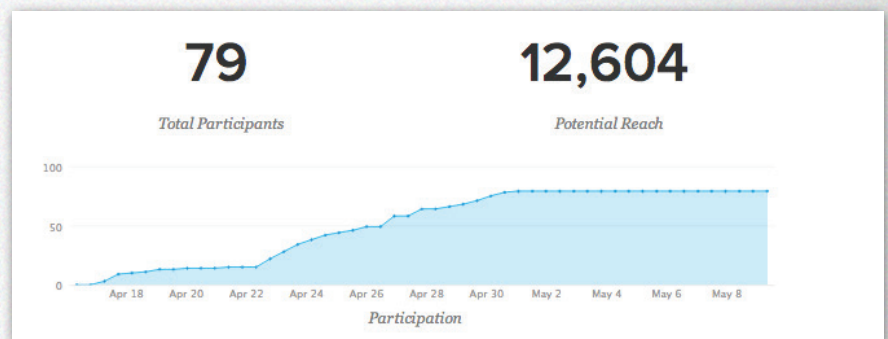 79 12,604
Total Participants Potential Reach
100
50
0
Apr 18 Apr 20 Apr 22 Apr 24 Apr 26 Apr 28 Apr 30 May 2 May 4 May 6 May 8
Participation